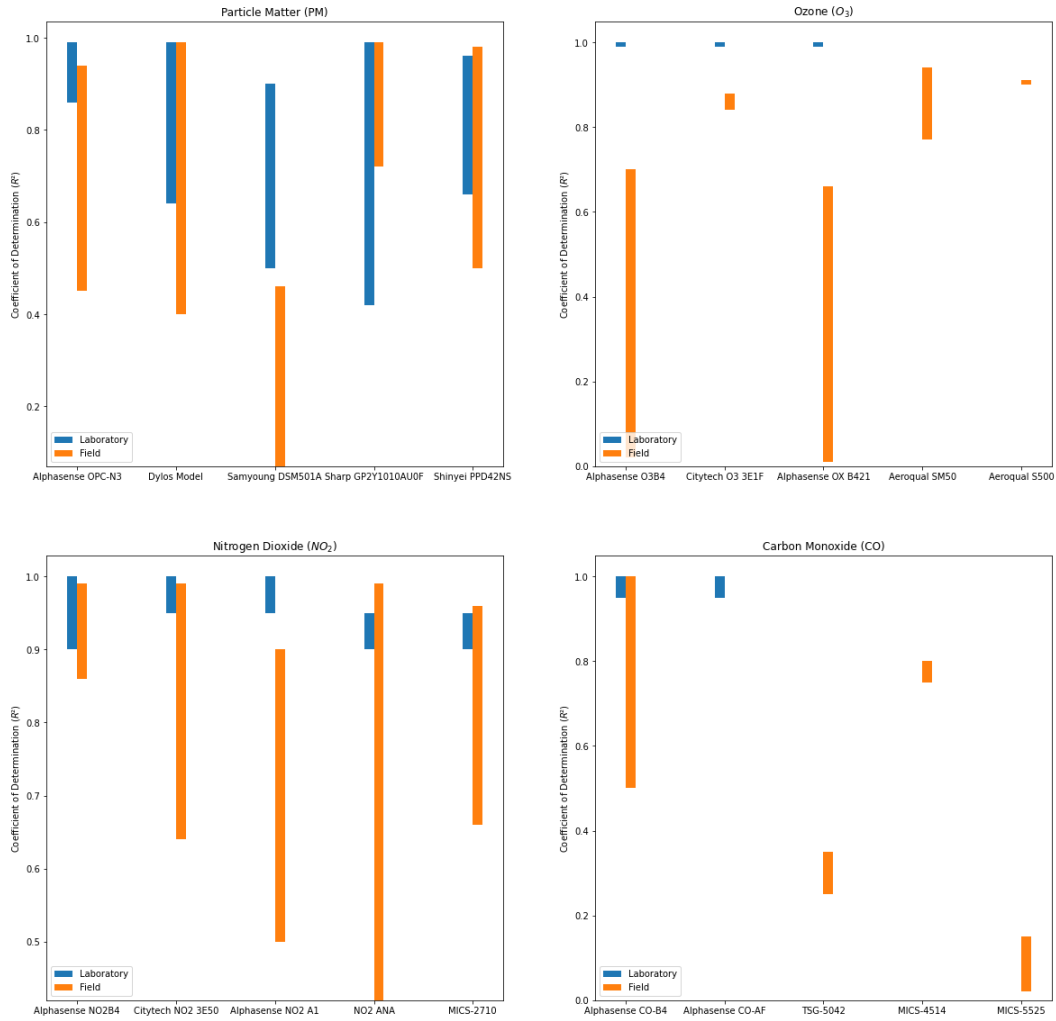 Particle Matter (PM)
Coefficient of Determination (R²)
1.0
0.8
0.6
0.4
0.2
Laboratory
Field
Alphasense OPC-N3 Dylos Model Samyoung DSM501A Sharp GP2Y1010AU0F Shinyei PPD42NS
Ozone (O₃)
Coefficient of Determination (R²)
1.0
0.8
0.6
0.4
0.2
0.0
Laboratory
Field
Alphasense O3B4 Citytech O3 3E1F Alphasense OX B421 Aeroqual SM50 Aeroqual S500
Nitrogen Dioxide (NO₂)
Coefficient of Determination (R²)
1.0
0.9
0.8
0.7
0.6
0.5
Laboratory
Field
Alphasense NO2B4 Citytech NO2 3E50 Alphasense NO2 A1 NO2 ANA MICS-2710
Carbon Monoxide (CO)
Coefficient of Determination (R²)
1.0
0.8
0.6
0.4
0.2
0.0
Laboratory
Field
Alphasense CO-B4 Alphasense CO-AF TSG-5042 MICS-4514 MICS-5525